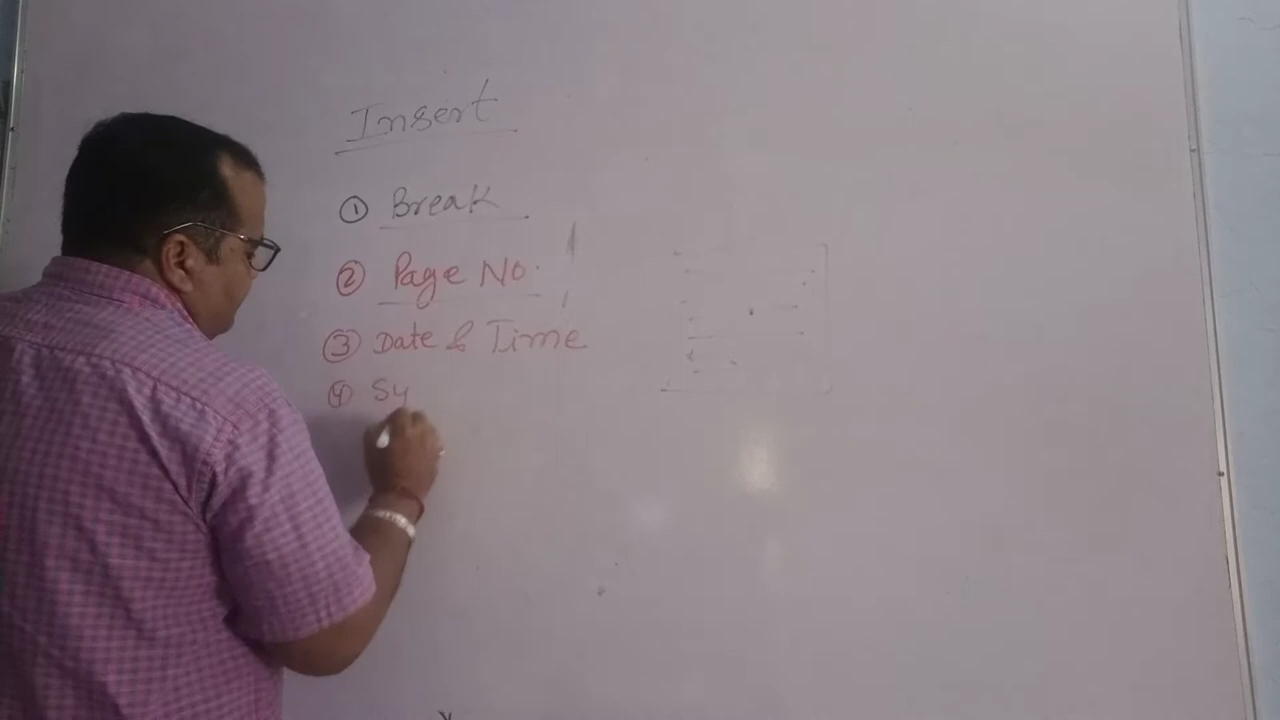 Insert
① Break
② Page No.
③ Date & Time
④ Sy